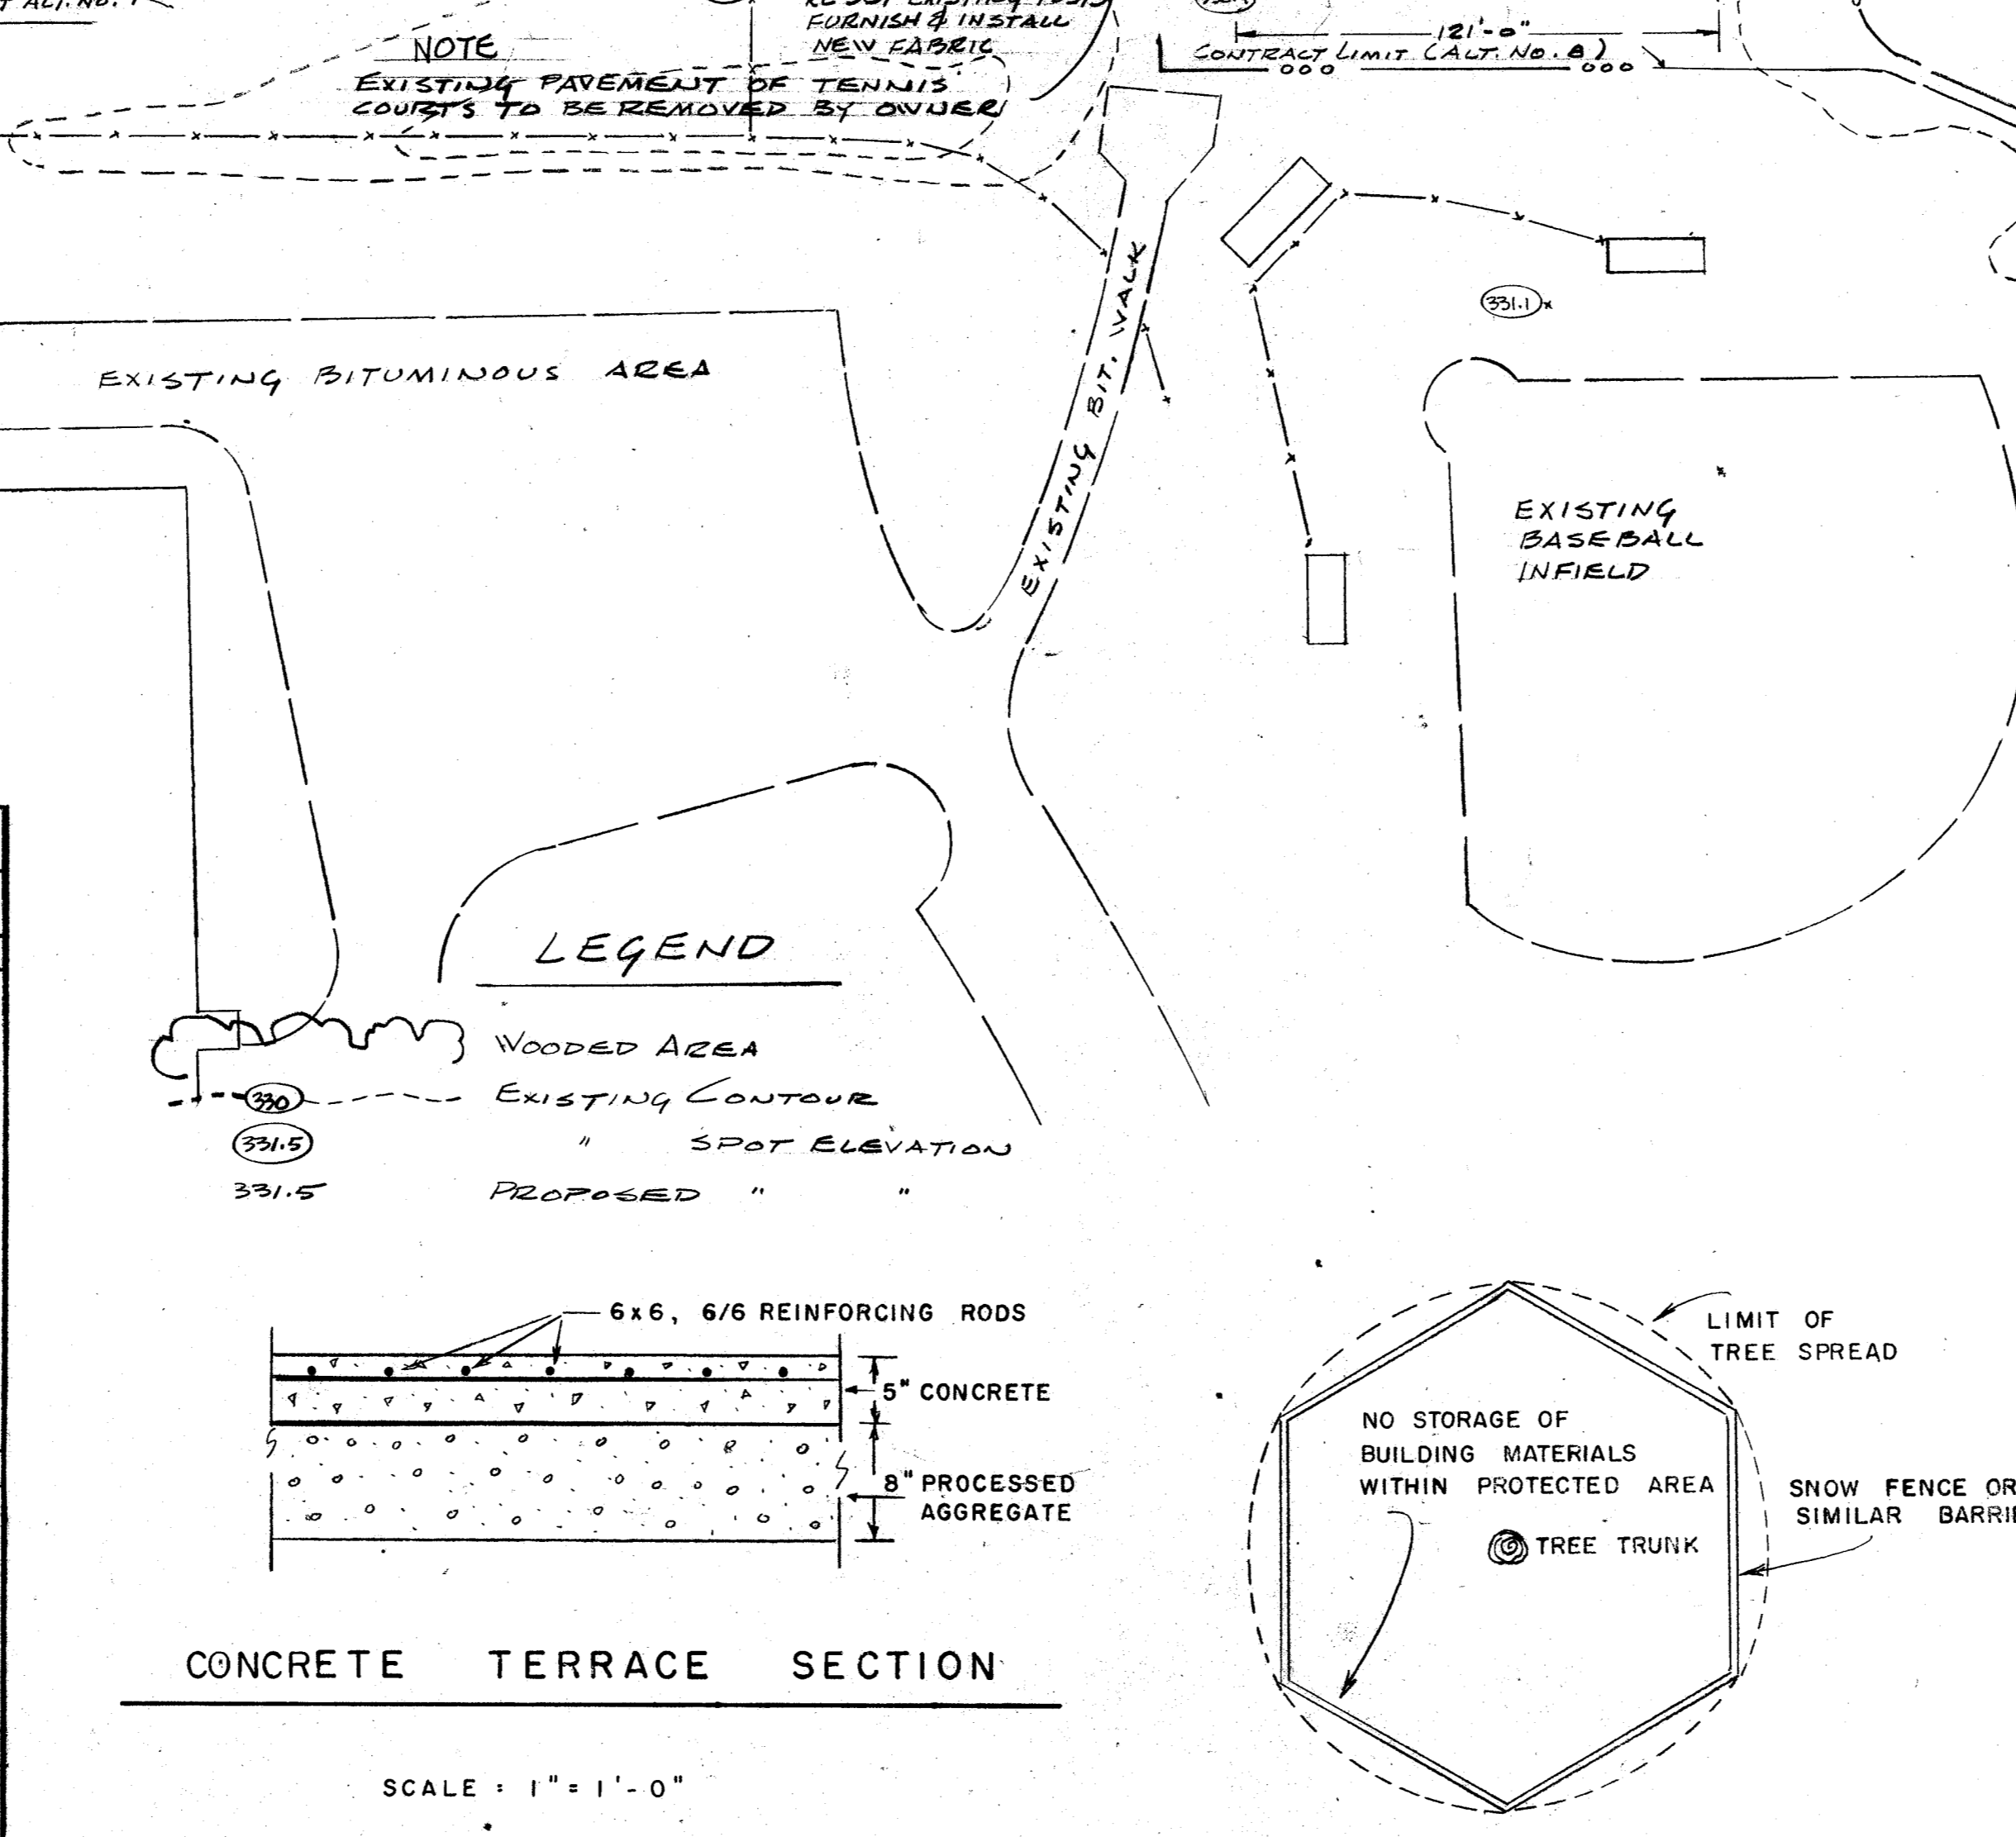 ALT. NO.
FURNISH & INSTALL
NEW FABRIC
NOTE
EXISTING PAVEMENT OF TENNIS
COURTS TO BE REMOVED BY OWNER
121'-0"
CONTRACT LIMIT (ALT. NO. 8)
331.1
EXISTING BITUMINOUS AREA
EXISTING BIT. WALK
EXISTING
BASEBALL
INFIELD
LEGEND
WOODED AREA
330 EXISTING CONTOUR
331.5 " SPOT ELEVATION
331.5 PROPOSED " "
6x6, 6/6 REINFORCING RODS
5" CONCRETE
8" PROCESSED
AGGREGATE
CONCRETE TERRACE SECTION
SCALE : 1" = 1'-0"
LIMIT OF
TREE SPREAD
NO STORAGE OF
BUILDING MATERIALS
WITHIN PROTECTED AREA
TREE TRUNK
SNOW FENCE OR
SIMILAR